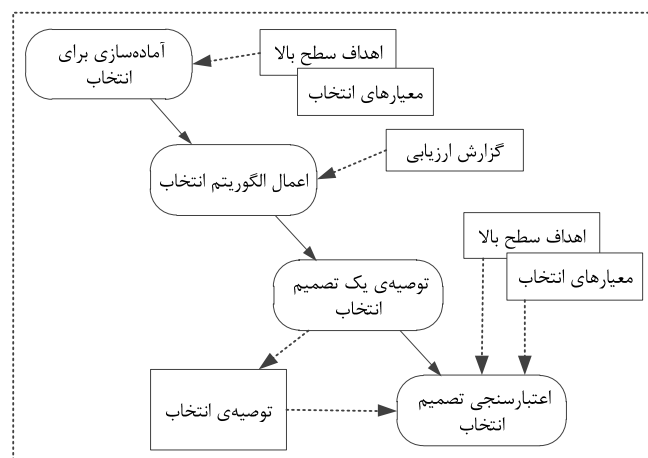 آماده‌سازی برای
انتخاب
اهداف سطح بالا
معیارهای انتخاب
اعمال الگوریتم انتخاب
گزارش ارزیابی
اهداف سطح بالا
معیارهای انتخاب
توصیه‌ی یک تصمیم
انتخاب
توصیه‌ی انتخاب
اعتبارسنجی تصمیم
انتخاب